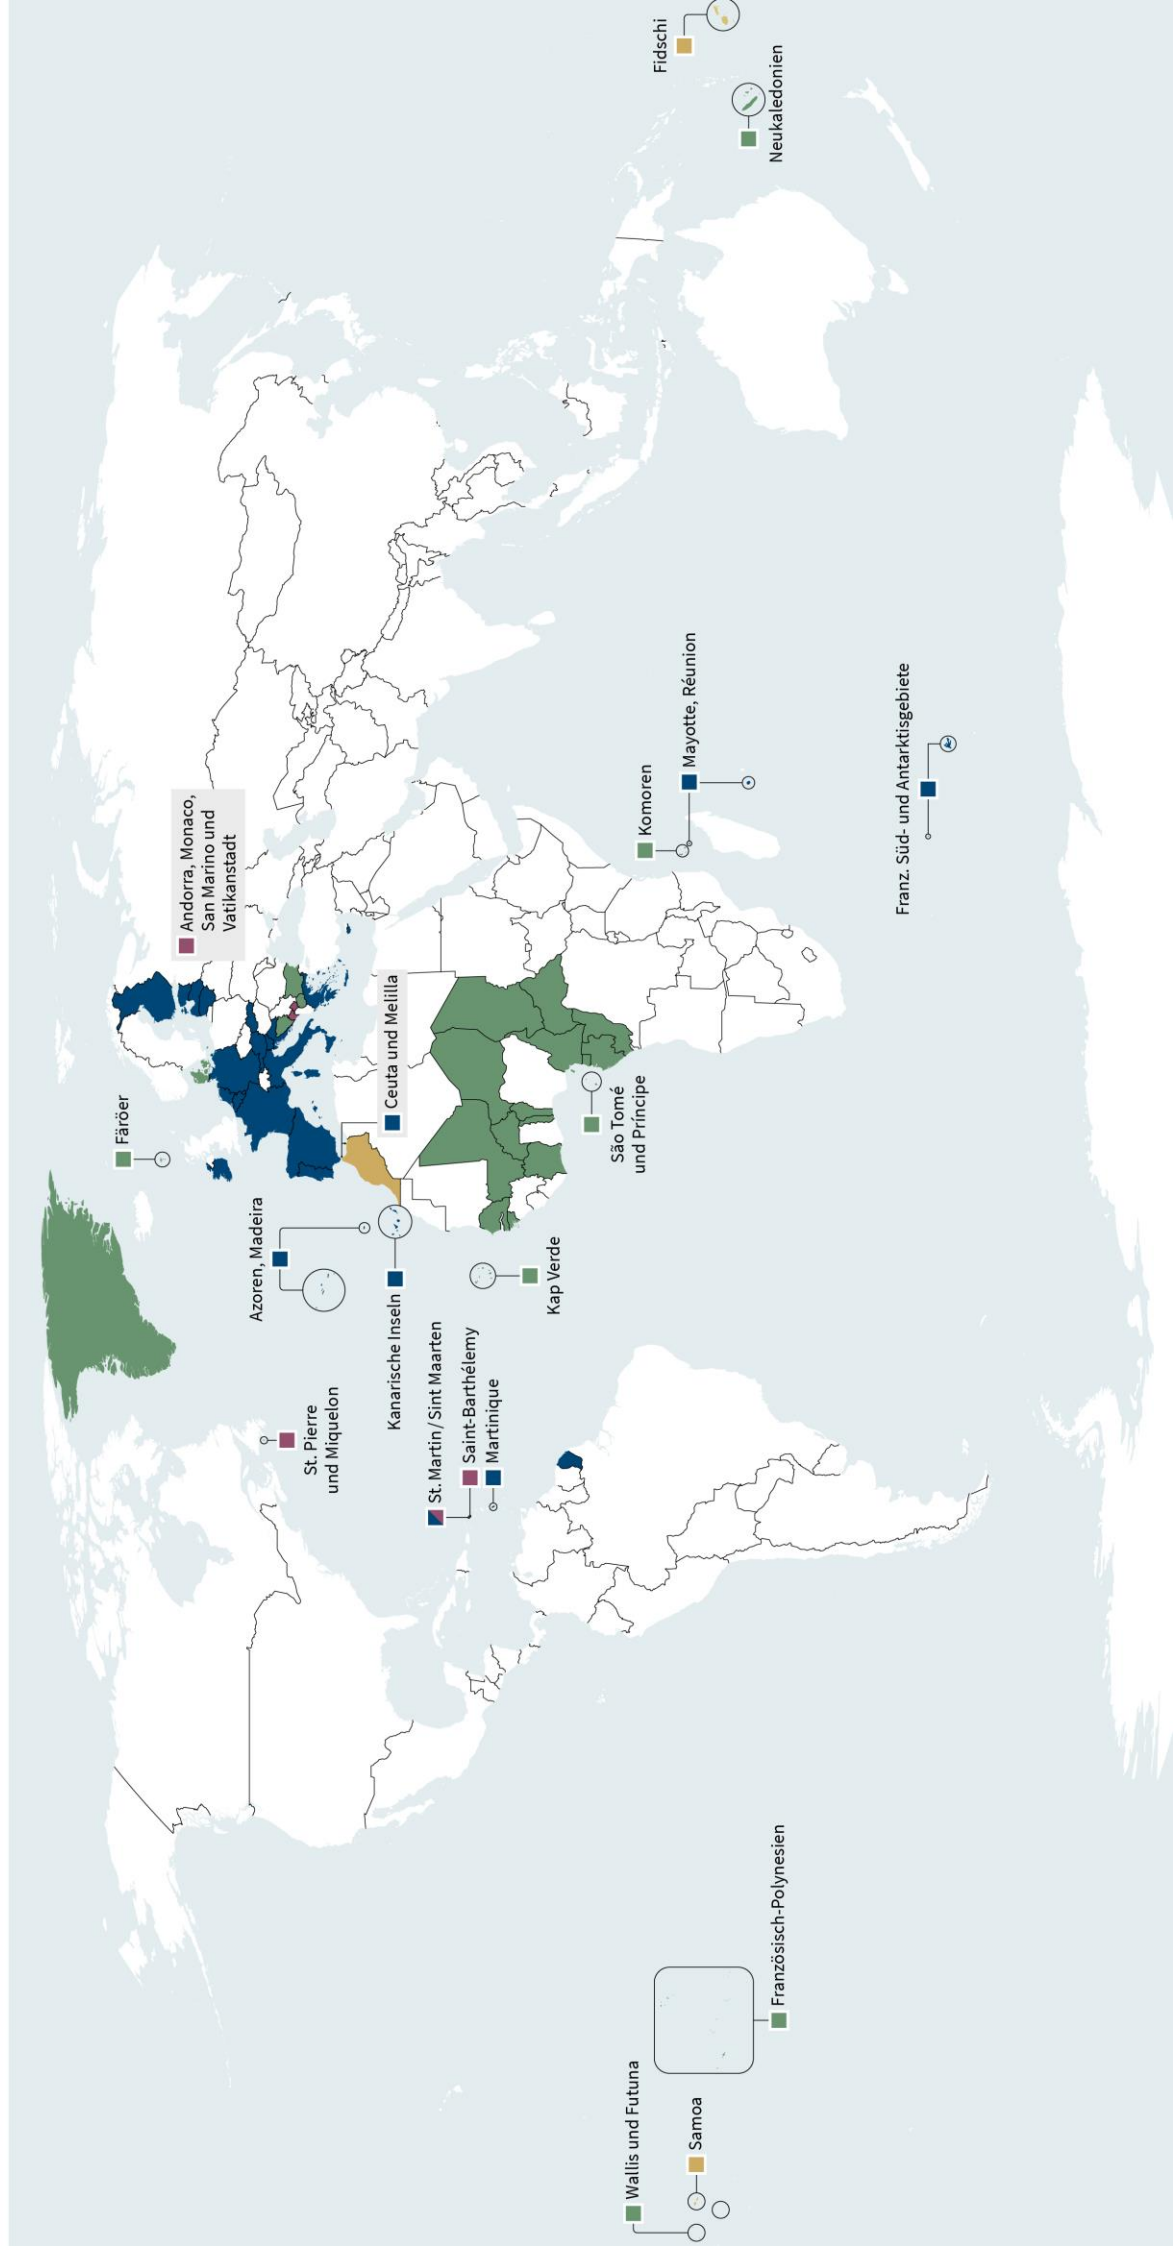 Färöer
Andorra, Monaco,
San Marino und
Vatikanstadt
Azoren, Madeira
St. Pierre
und Miquelon
Kanarische Inseln
Ceuta und Melilla
St. Martin / Sint Maarten
Saint-Barthélemy
Martinique
Kap Verde
São Tomé
und Príncipe
Komoren
Mayotte, Réunion
Fidschi
Neukaledonien
Wallis und Futuna
Samoa
Französisch-Polynesien
Franz. Süd- und Antarktisgebiete